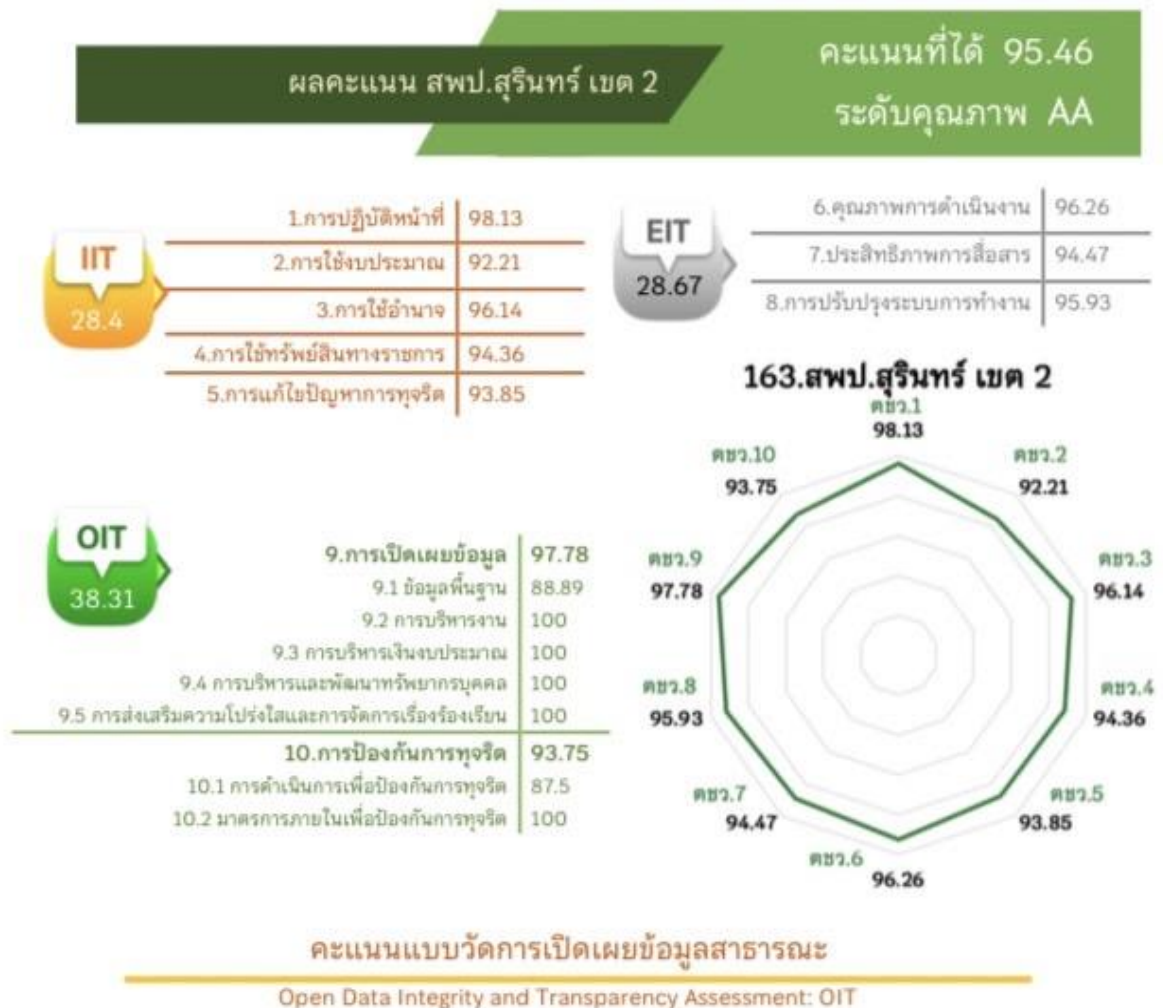 ผลคะแนน สพป.สุรินทร์ เขต 2
คะแนนที่ได้ 95.46
ระดับคุณภาพ AA
IIT
28.4
1.การปฏิบัติหน้าที่ 98.13
2.การใช้งบประมาณ 92.21
3.การใช้อำนาจ 96.14
4.การใช้ทรัพย์สินทางราชการ 94.36
5.การแก้ไขปัญหาการทุจริต 93.85
EIT
28.67
6.คุณภาพการดำเนินงาน 96.26
7.ประสิทธิภาพการสื่อสาร 94.47
8.การปรับปรุงระบบการทำงาน 95.93
OIT
38.31
9.การเปิดเผยข้อมูล 97.78
9.1 ข้อมูลพื้นฐาน 88.89
9.2 การบริหารงาน 100
9.3 การบริหารเงินงบประมาณ 100
9.4 การบริหารและพัฒนาทรัพยากรบุคคล 100
9.5 การส่งเสริมความโปร่งใสและการจัดการเรื่องร้องเรียน 100
10.การป้องกันการทุจริต 93.75
10.1 การดำเนินการเพื่อป้องกันการทุจริต 87.5
10.2 มาตรการภายในเพื่อป้องกันการทุจริต 100
163.สพป.สุรินทร์ เขต 2
ตชว.1
98.13
ตชว.2
92.21
ตชว.3
96.14
ตชว.4
94.36
ตชว.5
93.85
ตชว.6
96.26
ตชว.7
94.47
ตชว.8
95.93
ตชว.9
97.78
ตชว.10
93.75
คะแนนแบบวัดการเปิดเผยข้อมูลสาธารณะ
Open Data Integrity and Transparency Assessment: OIT